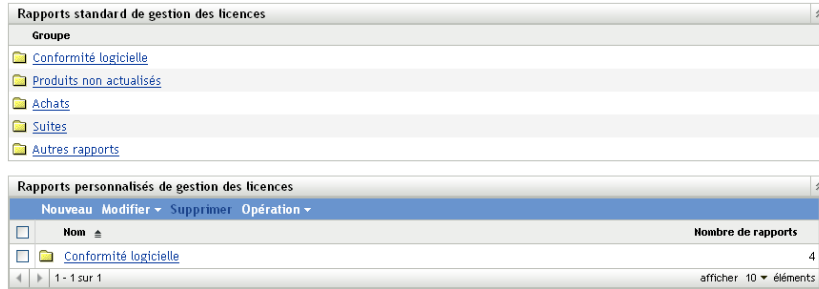 Rapports standard de gestion des licences
Groupe
Conformité logicielle
Produits non actualisés
Achats
Suites
Autres rapports
Rapports personnalisés de gestion des licences
Nouveau Modifier Supprimer Opération
Nom Nombre de rapports
Conformité logicielle 4
1 - 1 sur 1 afficher 10 éléments